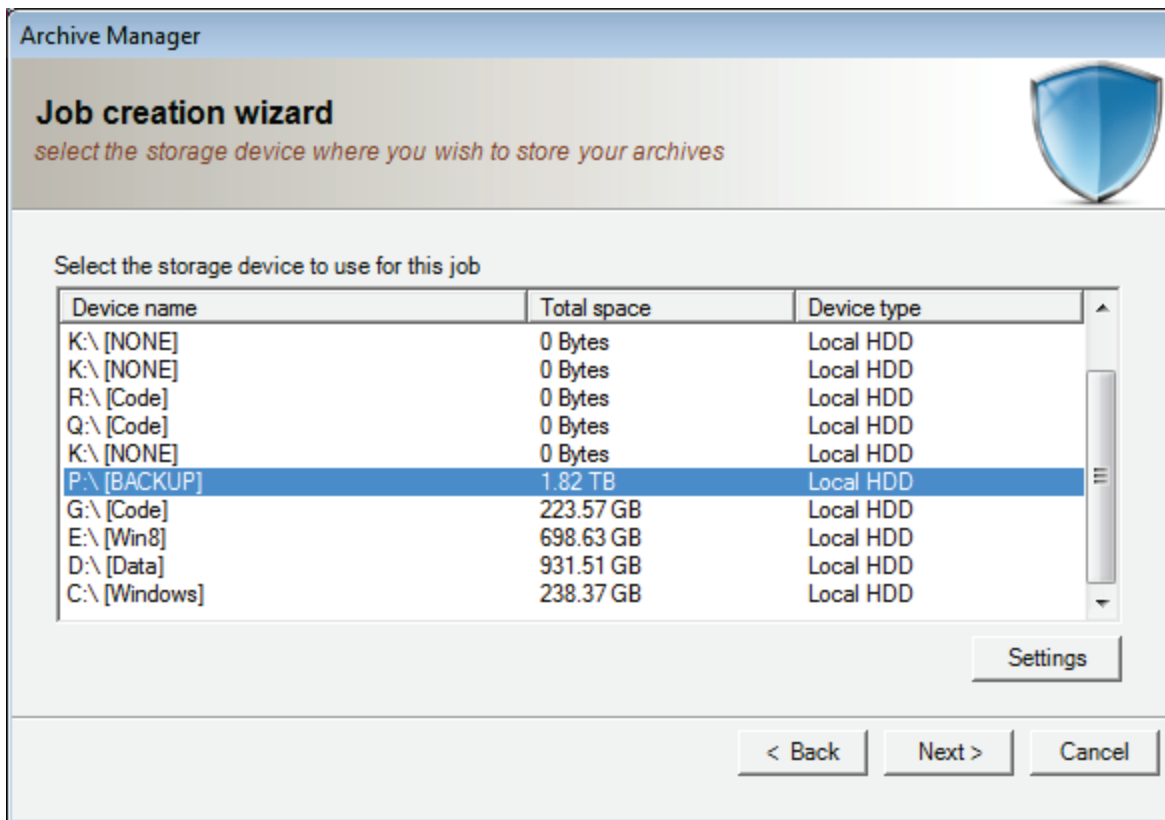 Archive Manager
Job creation wizard
select the storage device where you wish to store your archives
Select the storage device to use for this job
Device name Total space Device type
K:\ [NONE] 0 Bytes Local HDD
K:\ [NONE] 0 Bytes Local HDD
R:\ [Code] 0 Bytes Local HDD
Q:\ [Code] 0 Bytes Local HDD
K:\ [NONE] 0 Bytes Local HDD
P:\ [BACKUP] 1.82 TB Local HDD
G:\ [Code] 223.57 GB Local HDD
E:\ [Win8] 698.63 GB Local HDD
D:\ [Data] 931.51 GB Local HDD
C:\ [Windows] 238.37 GB Local HDD
Settings
< Back Next > Cancel